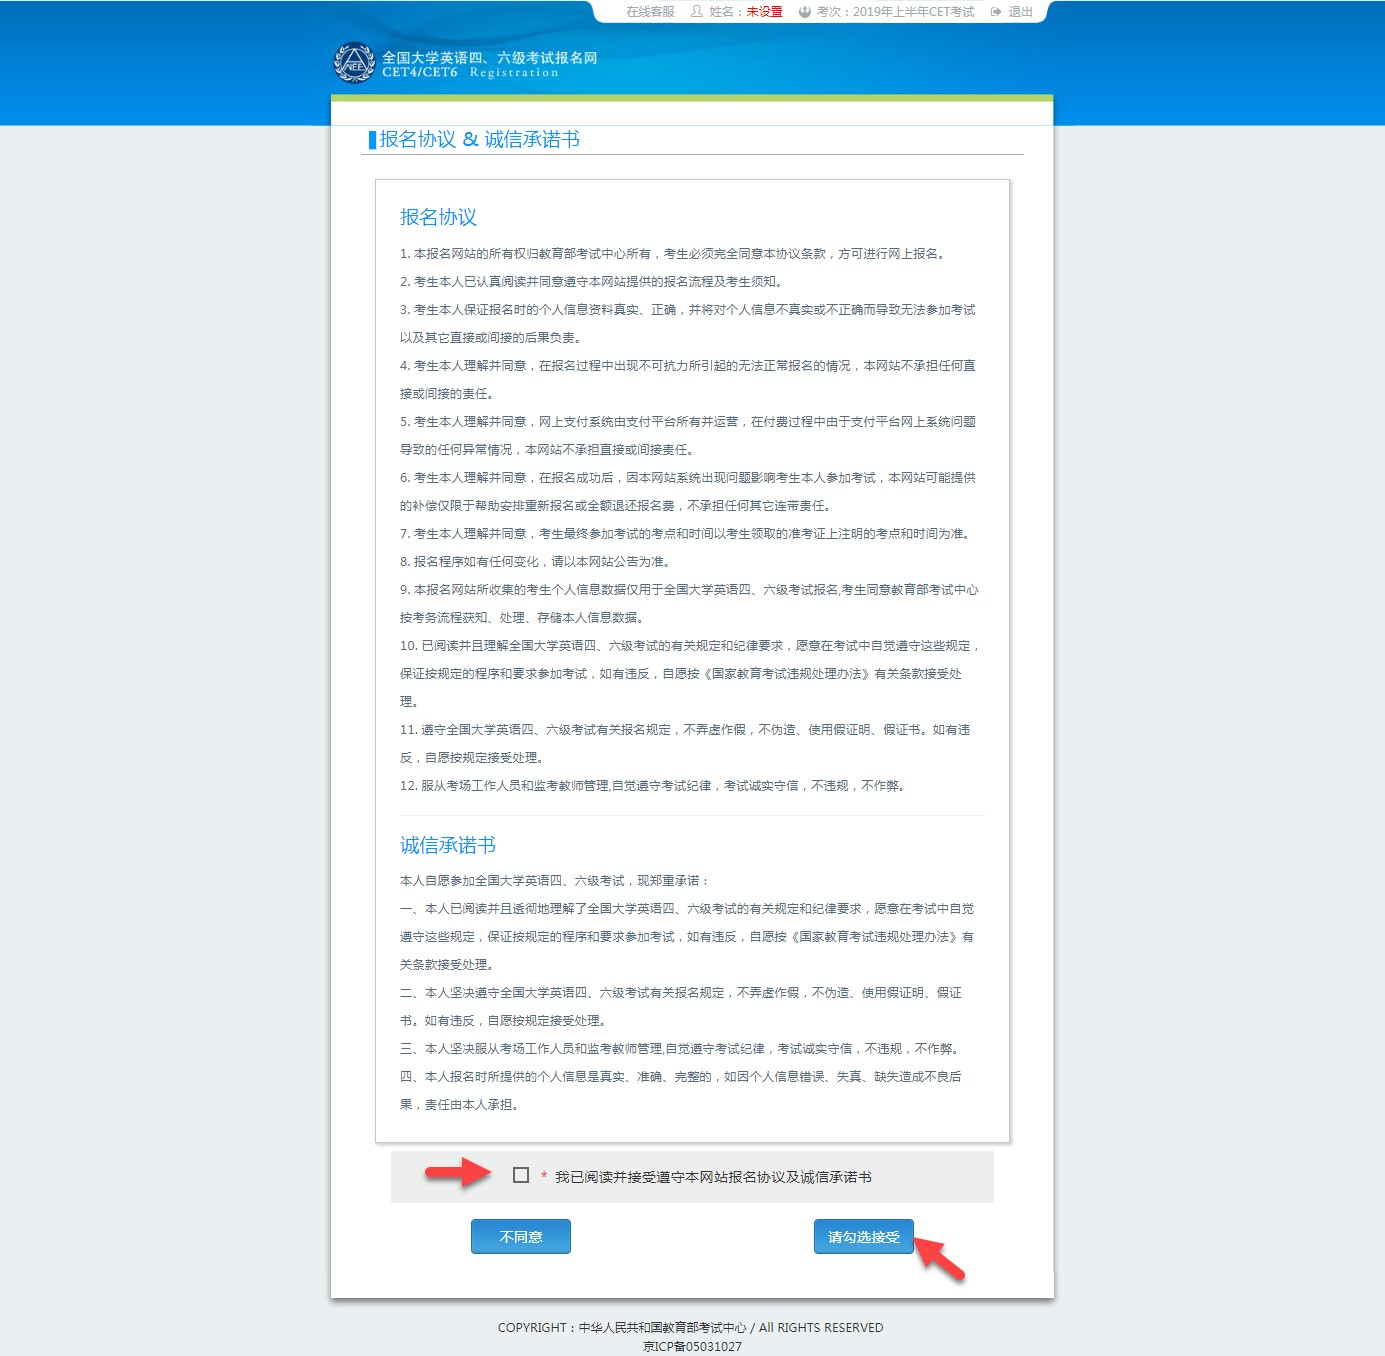 在线客服 姓名：未设置 考次：2019年上半年CET考试 退出
全国大学英语四、六级考试报名网
NEEA
CET4/CET6 Registration
报名协议 & 诚信承诺书
报名协议
1. 本报名网站的所有权归教育部考试中心所有，考生必须完全同意本协议条款，方可进行网上报名。
2. 考生本人已认真阅读并同意遵守本网站提供的报名流程及考生须知。
3. 考生本人保证报名时的个人信息资料真实、正确，并将对个人信息不真实或不正确而导致无法参加考试
以及其它直接或间接的后果负责。
4. 考生本人理解并同意，在报名过程中出现不可抗力所引起的无法正常报名的情况，本网站不承担任何直
接或间接的责任。
5. 考生本人理解并同意，网上支付系统由支付平台所有并运营，在付费过程中由于支付平台网上系统问题
导致的任何异常情况，本网站不承担直接或间接责任。
6. 考生本人理解并同意，在报名成功后，因本网站系统出现问题影响考生本人参加考试，本网站可能提供
的补偿仅限于帮助安排重新报名或全额退还报名费，不承担任何其它连带责任。
7. 考生本人理解并同意，考生最终参加考试的考点和时间以考生领取的准考证上注明的考点和时间为准。
8. 报名程序如有任何变化，请以本网站公告为准。
9. 本报名网站所收集的考生个人信息数据仅用于全国大学英语四、六级考试报名,考生同意教育部考试中心
按考务流程获知、处理、存储本人信息数据。
10. 已阅读并且理解全国大学英语四、六级考试的有关规定和纪律要求，愿意在考试中自觉遵守这些规定，
保证按规定的程序和要求参加考试，如有违反，自愿按《国家教育考试违规处理办法》有关条款接受处
理。
11. 遵守全国大学英语四、六级考试有关报名规定，不弄虚作假，不伪造、使用假证明、假证书。如有违
反，自愿按规定接受处理。
12. 服从考场工作人员和监考教师管理,自觉遵守考试纪律，考试诚实守信，不违规，不作弊。
诚信承诺书
本人自愿参加全国大学英语四、六级考试，现郑重承诺：
一、本人已阅读并且透彻地理解了全国大学英语四、六级考试的有关规定和纪律要求，愿意在考试中自觉
遵守这些规定，保证按规定的程序和要求参加考试，如有违反，自愿按《国家教育考试违规处理办法》有
关条款接受处理。
二、本人坚决遵守全国大学英语四、六级考试有关报名规定，不弄虚作假，不伪造、使用假证明、假证
书。如有违反，自愿按规定接受处理。
三、本人坚决服从考场工作人员和监考教师管理,自觉遵守考试纪律，考试诚实守信，不违规，不作弊。
四、本人报名时所提供的个人信息是真实、准确、完整的，如因个人信息错误、失真、缺失造成不良后
果，责任由本人承担。
* 我已阅读并接受遵守本网站报名协议及诚信承诺书
不同意 请勾选接受
COPYRIGHT：中华人民共和国教育部考试中心 / All RIGHTS RESERVED
京ICP备05031027